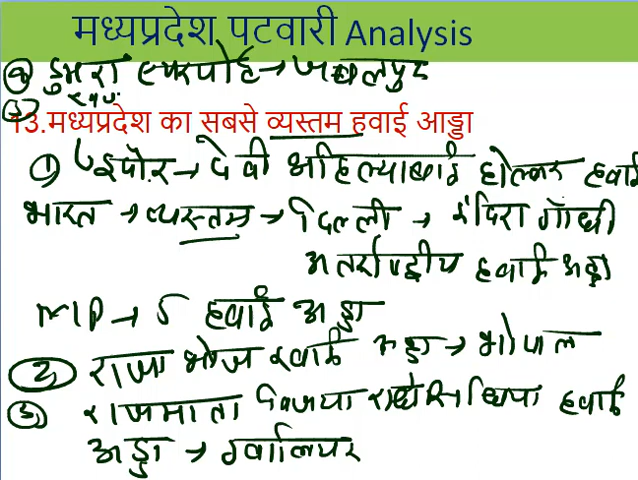 मध्यप्रदेश पटवारी Analysis
④ डुमना एयरपोर्ट → जबलपुर
⑤
13.मध्यप्रदेश का सबसे व्यस्तम हवाई आड्डा
① इंदौर → देवी अहिल्याबाई होल्कर हवाई
भारत → व्यस्तम → दिल्ली → इंदिरा गाँधी
अंतर्राष्ट्रीय हवाई अड्डा
MP → 5 हवाई अड्डा
② राजा भोज हवाई अड्डा → भोपाल
③ राजमाता विजया राजे सिंधिया हवाई
अड्डा → ग्वालियर